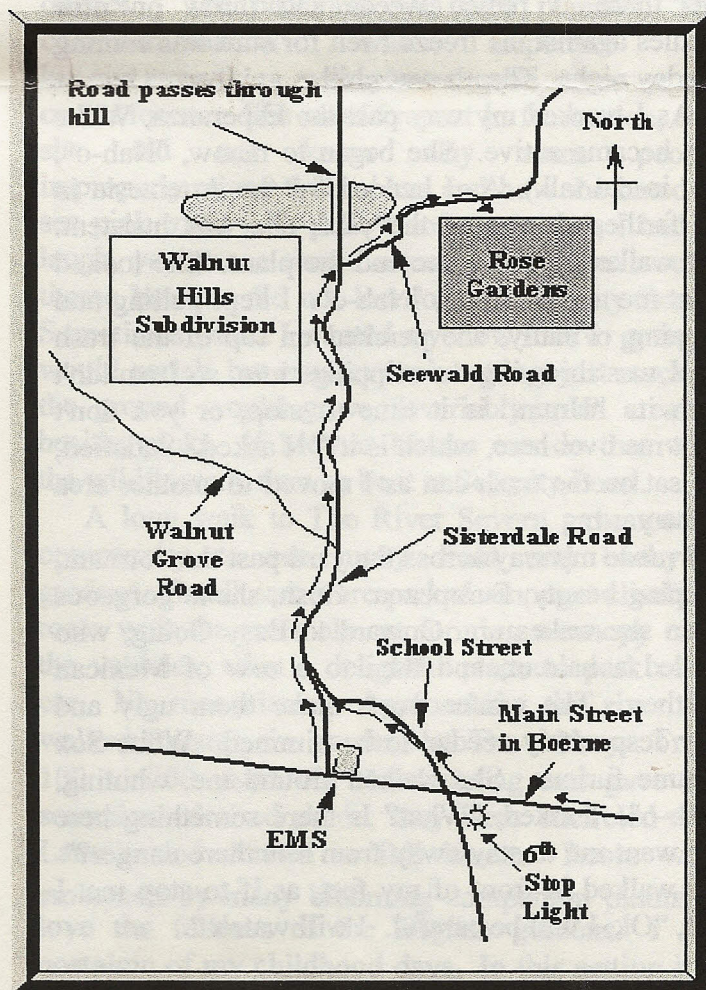 Road passes through
hill
North
Walnut
Hills
Subdivision
Rose
Gardens
Seewald Road
Walnut
Grove
Road
Sisterdale Road
School Street
Main Street
in Boerne
EMS
6th
Stop
Light